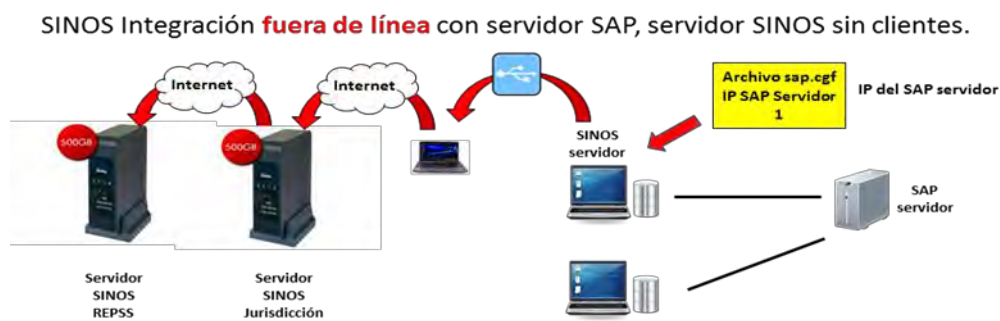 SINOS Integración fuera de línea con servidor SAP, servidor SINOS sin clientes.
Internet
Internet
Archivo sap.cgf
IP SAP Servidor
1
IP del SAP servidor
500GB
500GB
SINOS
servidor
SAP
servidor
Servidor
SINOS
REPSS
Servidor
SINOS
Jurisdicción